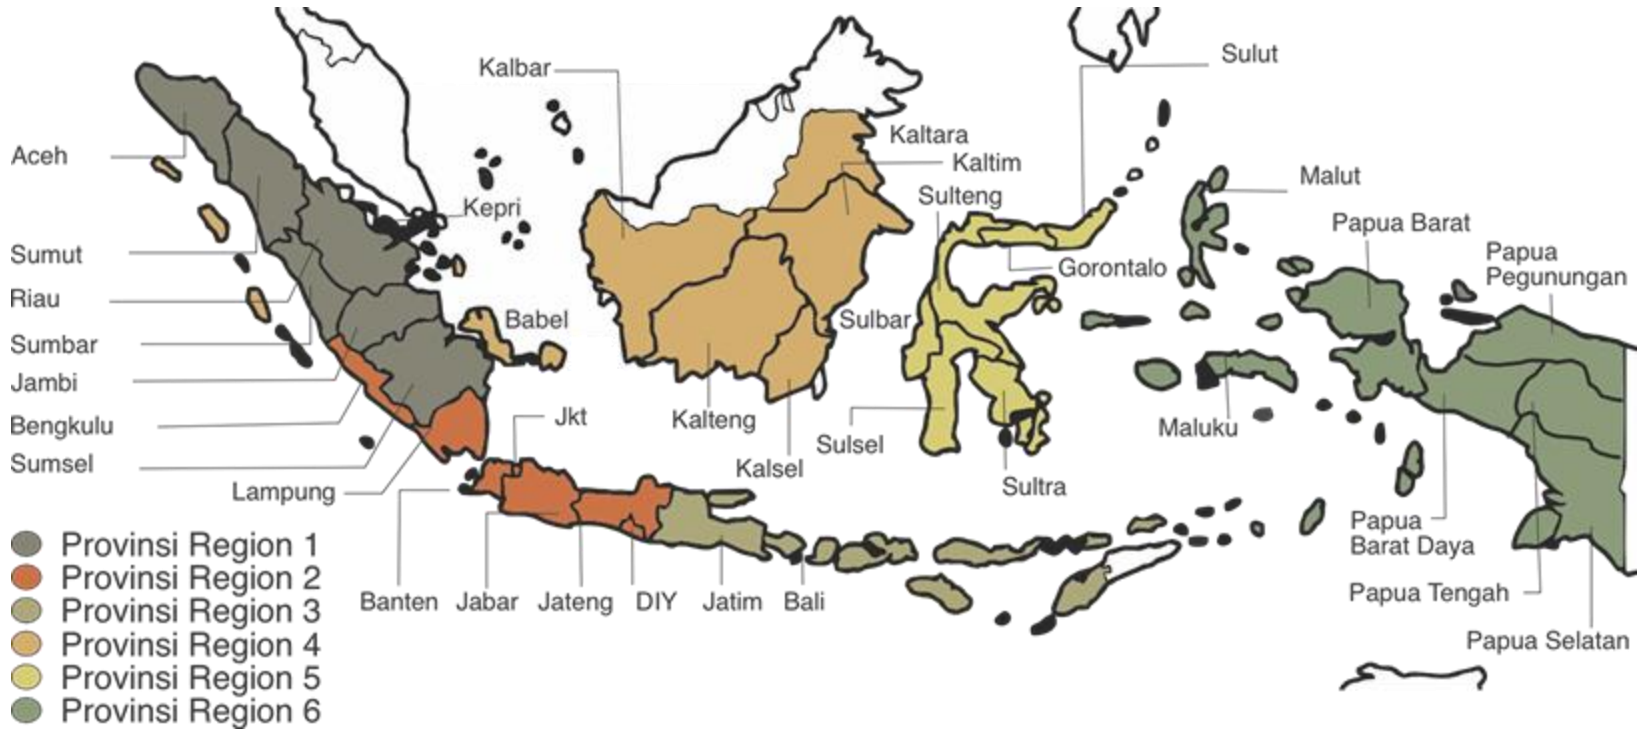 Kalbar
Sulut
Kaltara
Aceh
Kaltim
Malut
Sulteng
Kepri
Papua Barat
Sumut
Papua
Pegunungan
Gorontalo
Riau
Babel
Sulbar
Sumbar
Jambi
Bengkulu
Jkt
Kalteng
Maluku
Sulsel
Sumsel
Kalsel
Lampung
Sultra
Papua
Barat Daya
Provinsi Region 1
Provinsi Region 2
Provinsi Region 3
Provinsi Region 4
Provinsi Region 5
Provinsi Region 6
Banten
Jabar
Jateng
DIY
Jatim
Bali
Papua Tengah
Papua Selatan